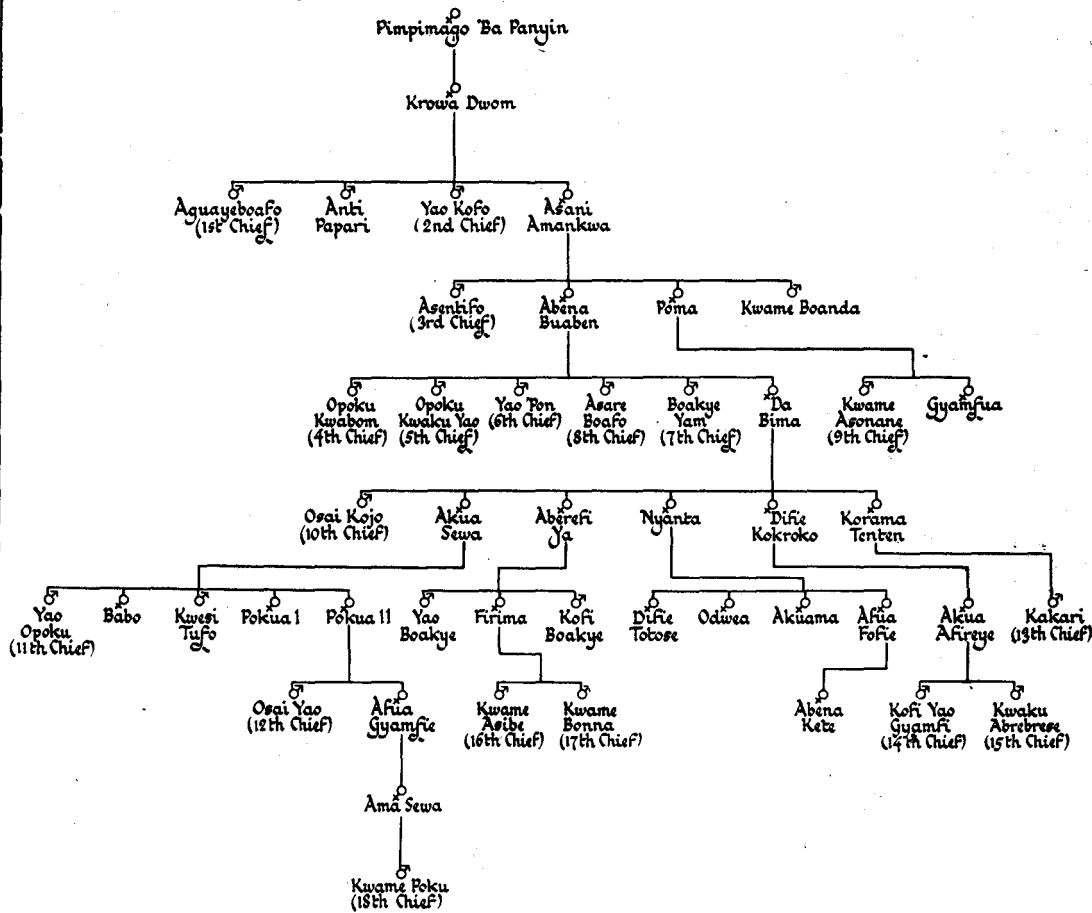 Pimpimago 'Ba Panyin
Krowa Dwom
Aguayeboafo
(1st Chief)
Anti
Papari
Yao Kofo
(2nd Chief)
Asani
Amankwa
Asentifo
(3rd Chief)
Abena
Buaben
Poma
Kwame Boanda
Opoku
Kwabom
(4th Chief)
Opoku
Kwaku Yao
(5th Chief)
Yao 'Pon
(6th Chief)
Asare
Boafo
(8th Chief)
Boakye
Yam
(7th Chief)
Da
Bima
Kwame
Asonane
(9th Chief)
Gyamfua
Osai Kojo
(10th Chief)
Akua
Sewa
Aberefi
Ya
Nyanta
Difie
Kokroko
Korama
Tenten
Yao
Opoku
(11th Chief)
Babo
Kwesi
Tufo
Pokua I
Pokua II
Yao
Boakye
Firima
Kofi
Boakye
Difie
Totose
Odwea
Akuama
Afua
Fofie
Akua
Afireye
Kakari
(13th Chief)
Osai Yao
(12th Chief)
Afua
Gyamfie
Kwame
Asibe
(16th Chief)
Kwame
Bonna
(17th Chief)
Abena
Kete
Kofi Yao
Gyamfi
(14th Chief)
Kwaku
Abrebrese
(15th Chief)
Ama Sewa
Kwame Poku
(18th Chief)